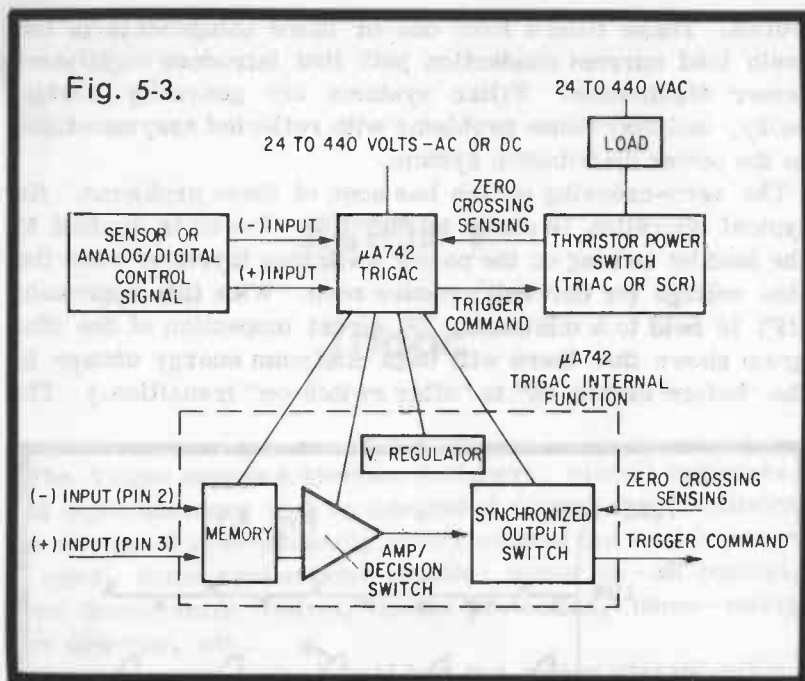 Fig. 5-3.
24 TO 440 VAC
LOAD
24 TO 440 VOLTS-AC OR DC
ZERO
CROSSING
SENSING
SENSOR OR
ANALOG/DIGITAL
CONTROL
SIGNAL
(-) INPUT
(+) INPUT
μA742
TRIGAC
THYRISTOR POWER
SWITCH
(TRIAC OR SCR)
TRIGGER
COMMAND
μA742
TRIGAC INTERNAL
FUNCTION
V. REGULATOR
(-) INPUT (PIN 2)
(+) INPUT (PIN 3)
MEMORY
AMP/
DECISION
SWITCH
SYNCHRONIZED
OUTPUT
SWITCH
ZERO CROSSING
SENSING
TRIGGER COMMAND